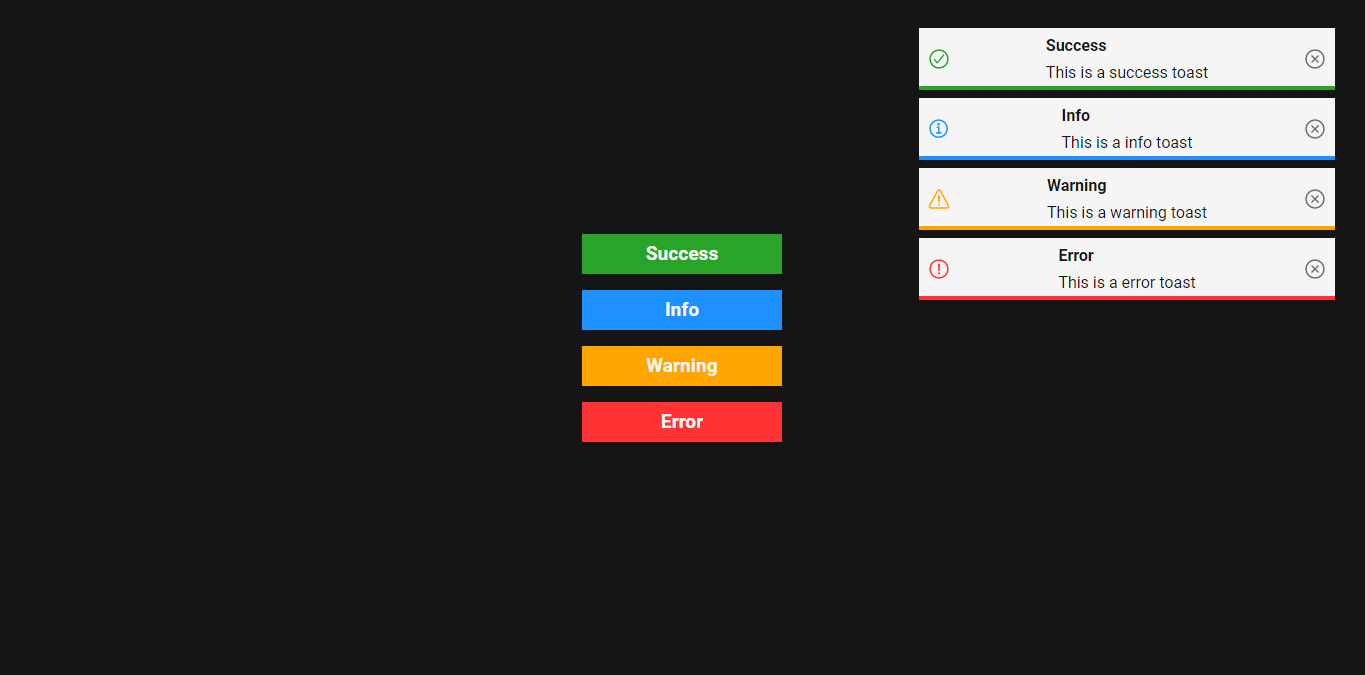 Success
This is a success toast
Info
This is a info toast
Warning
This is a warning toast
Error
This is a error toast
Success
Info
Warning
Error